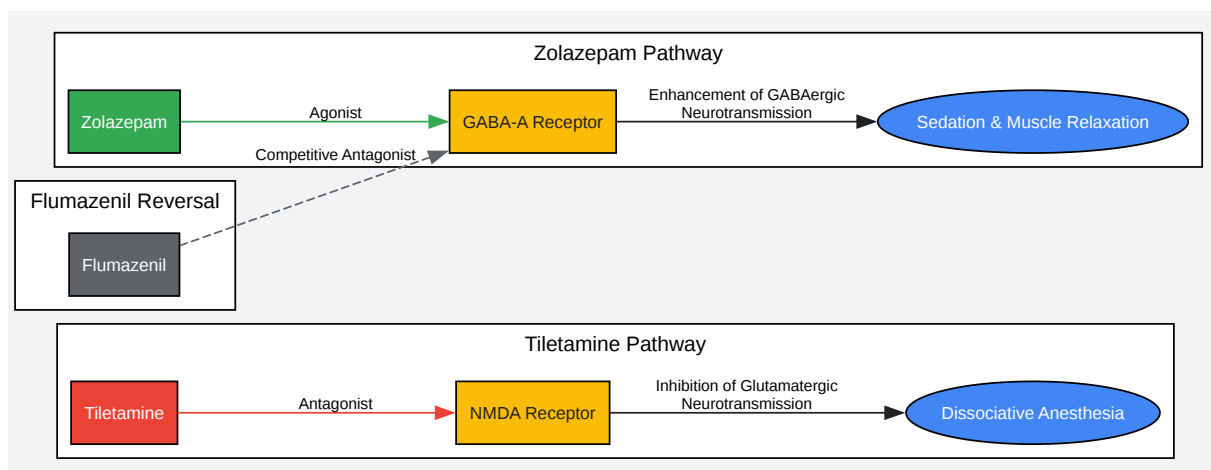 Zolazepam Pathway
Zolazepam
Agonist
GABA-A Receptor
Enhancement of GABAergic
Neurotransmission
Sedation & Muscle Relaxation
Competitive Antagonist
Flumazenil Reversal
Flumazenil
Tiletamine Pathway
Tiletamine
Antagonist
NMDA Receptor
Inhibition of Glutamatergic
Neurotransmission
Dissociative Anesthesia